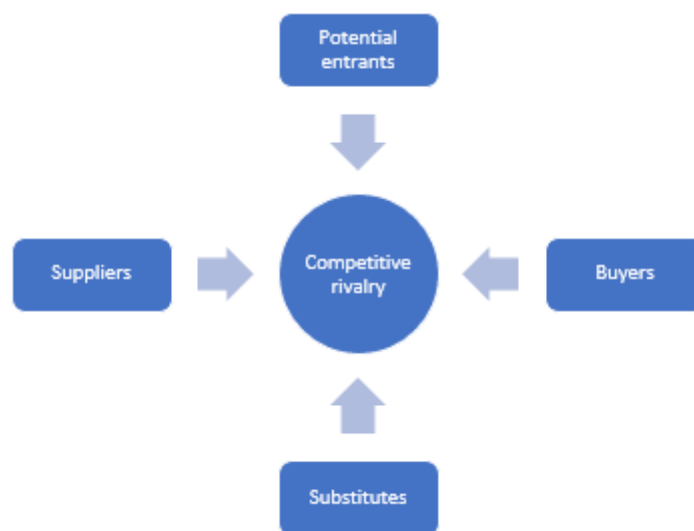 Potential
entrants
Suppliers
Competitive
rivalry
Buyers
Substitutes